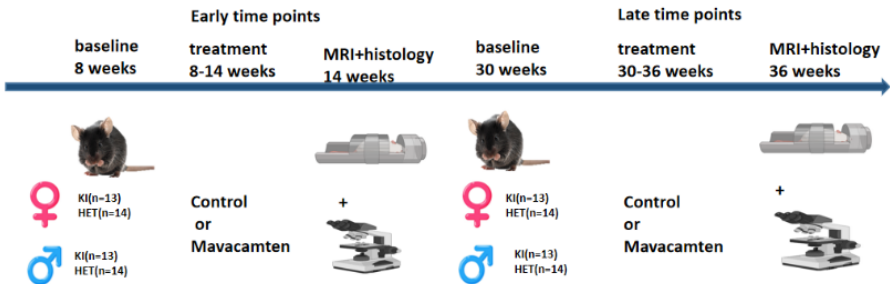 Early time points
Late time points
baseline
8 weeks
treatment
8-14 weeks
MRI+histology
14 weeks
baseline
30 weeks
treatment
30-36 weeks
MRI+histology
36 weeks
KI(n=13)
HET(n=14)
KI(n=13)
HET(n=14)
Control
or
Mavacamten
+
KI(n=13)
HET(n=14)
KI(n=13)
HET(n=14)
Control
or
Mavacamten
+